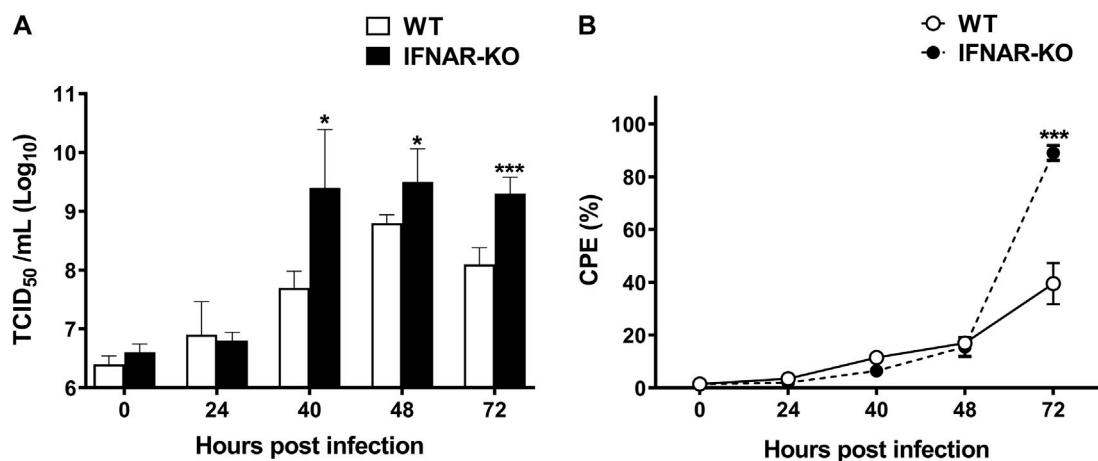 A
WT
IFNAR-KO
TCID50 /mL (Log10)
11
10
9
8
7
6
*
*
***
0 24 40 48 72
Hours post infection
B
WT
IFNAR-KO
CPE (%)
100
80
60
40
20
0
***
0 24 40 48 72
Hours post infection